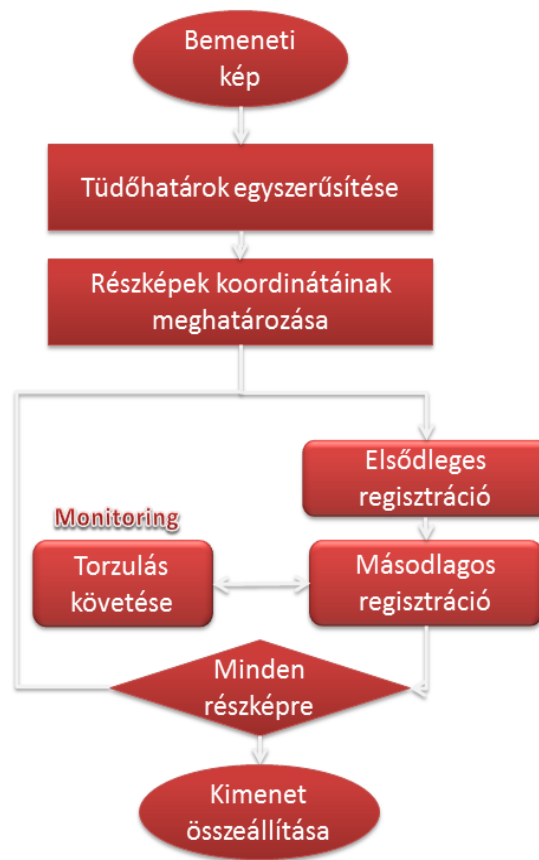 Bemeneti
kép
Tüdőhatárok egyszerűsítése
Részképek koordinátáinak
meghatározása
Elsődleges
regisztráció
Monitoring
Torzulás
követése
Másodlagos
regisztráció
Minden
részképre
Kimenet
összeállítása